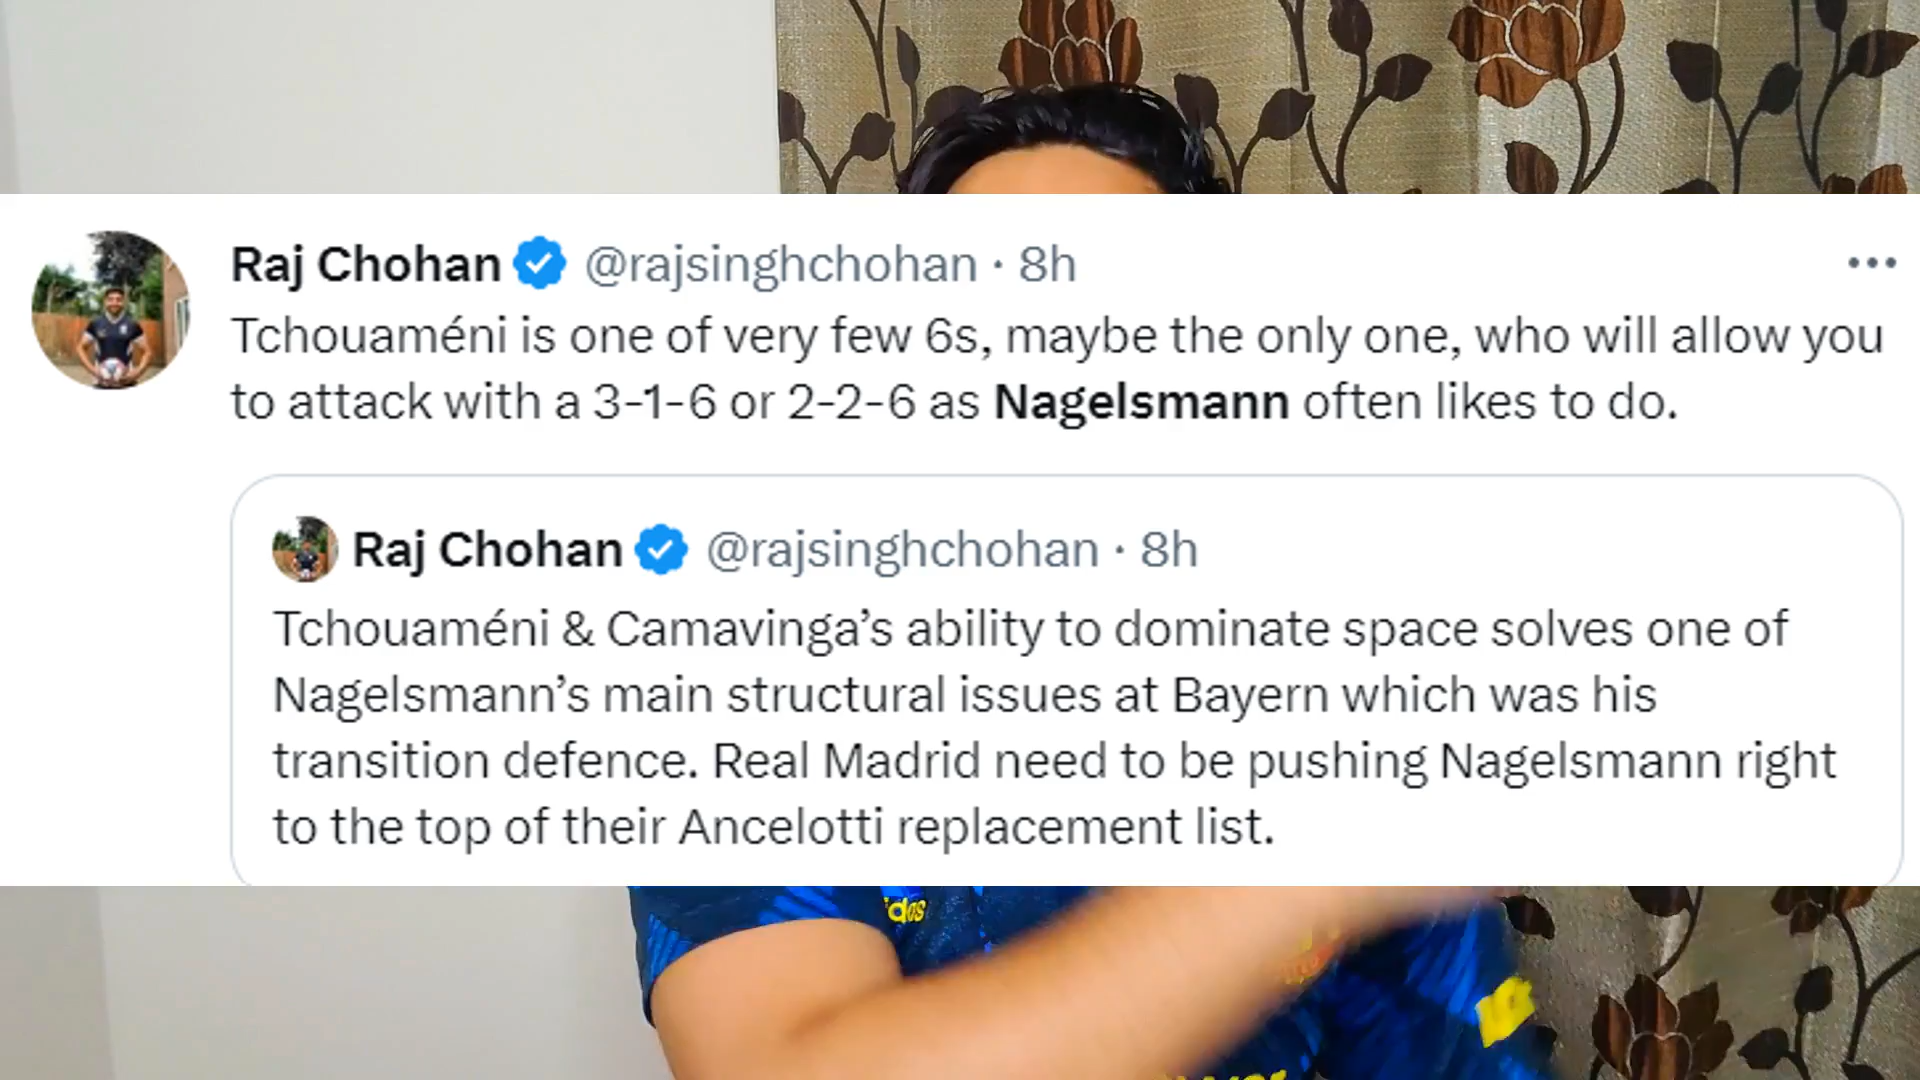 Raj Chohan @rajsinghchohan · 8h
Tchouaméni is one of very few 6s, maybe the only one, who will allow you
to attack with a 3-1-6 or 2-2-6 as Nagelsmann often likes to do.
Raj Chohan @rajsinghchohan · 8h
Tchouaméni & Camavinga’s ability to dominate space solves one of
Nagelsmann’s main structural issues at Bayern which was his
transition defence. Real Madrid need to be pushing Nagelsmann right
to the top of their Ancelotti replacement list.